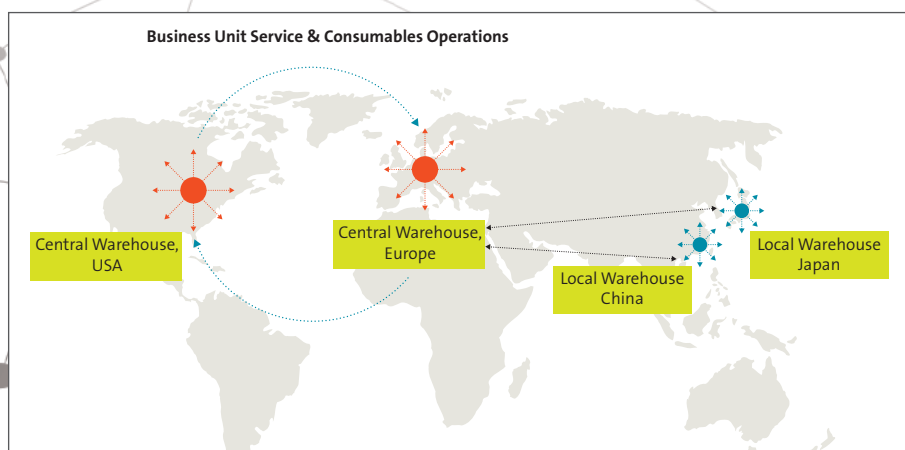 Business Unit Service & Consumables Operations
Central Warehouse,
USA
Central Warehouse,
Europe
Local Warehouse
China
Local Warehouse
Japan